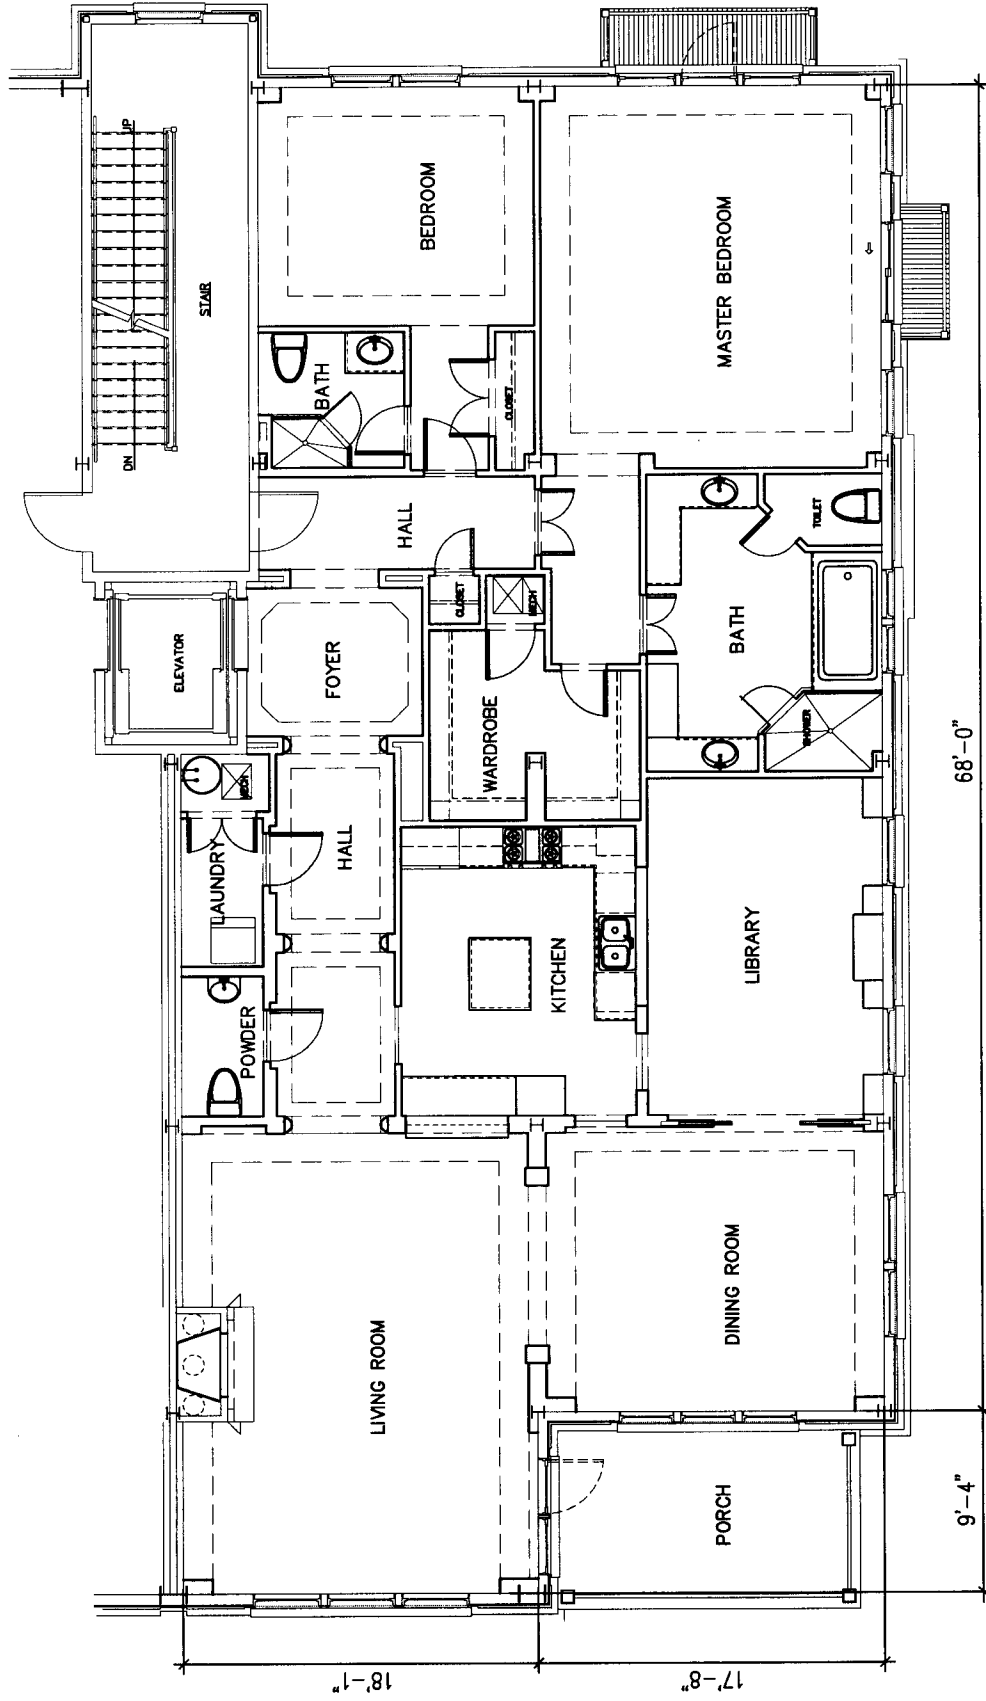 UP
DN
STAIR
BEDROOM
MASTER BEDROOM
BATH
CLOSET
HALL
ELEVATOR
FOYER
CLOSET
MECH
WARDROBE
BATH
TOILET
SHOWER
MECH
LAUNDRY
HALL
POWDER
KITCHEN
LIBRARY
LIVING ROOM
DINING ROOM
PORCH
68'-0"
9'-4"
18'-1"
17'-8"